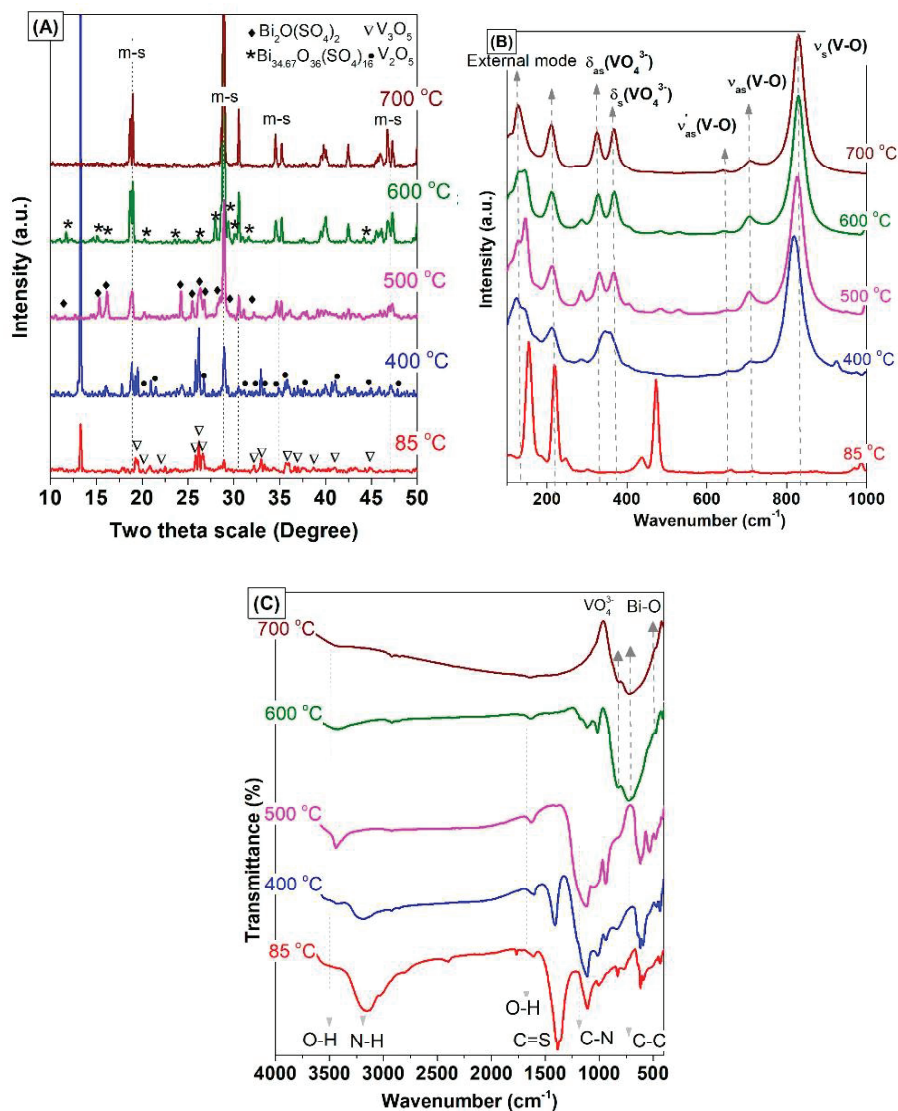 (A)
♦ Bi₂O(SO₄)₂ ∇ V₃O₅
* Bi₃₄.₆₇O₃₆(SO₄)₁₆ • V₂O₅
m-s
m-s
m-s
m-s
700 °C
600 °C
500 °C
400 °C
85 °C
Intensity (a.u.)
10 15 20 25 30 35 40 45 50
Two theta scale (Degree)
(B)
External mode
δas(VO₄³⁻)
δs(VO₄³⁻)
ν'as(V-O)
νas(V-O)
νs(V-O)
700 °C
600 °C
500 °C
400 °C
85 °C
Intensity (a.u.)
200 400 600 800 1000
Wavenumber (cm⁻¹)
(C)
VO₄³⁻
Bi-O
700 °C
600 °C
500 °C
400 °C
85 °C
O-H
N-H
O-H
C=S
C-N
C-C
Transmittance (%)
4000 3500 3000 2500 2000 1500 1000 500
Wavenumber (cm⁻¹)